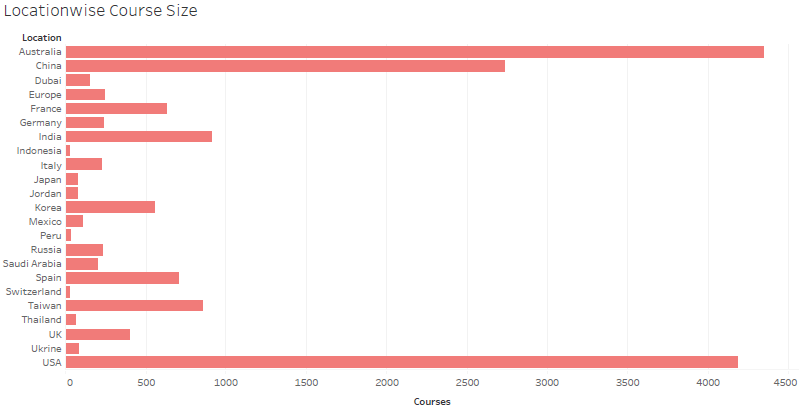 Locationwise Course Size
Location
Australia
China
Dubai
Europe
France
Germany
India
Indonesia
Italy
Japan
Jordan
Korea
Mexico
Peru
Russia
Saudi Arabia
Spain
Switzerland
Taiwan
Thailand
UK
Ukrine
USA
0 500 1000 1500 2000 2500 3000 3500 4000 4500
Courses